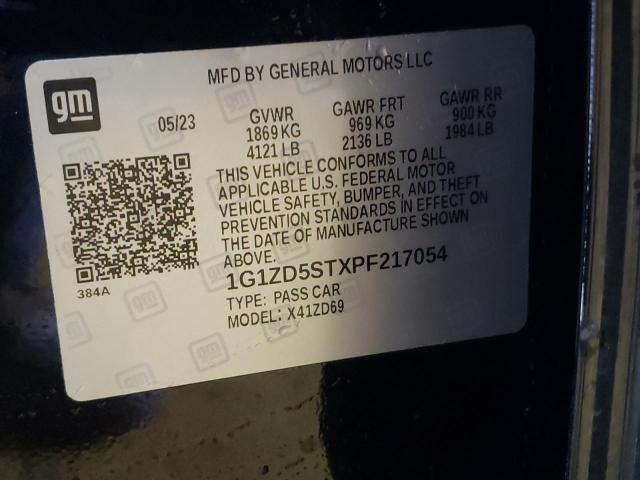 gm
MFD BY GENERAL MOTORS LLC
05/23
GVWR GAWR FRT GAWR RR
1869 KG 969 KG 900 KG
4121 LB 2136 LB 1984 LB
THIS VEHICLE CONFORMS TO ALL
APPLICABLE U.S. FEDERAL MOTOR
VEHICLE SAFETY, BUMPER, AND THEFT
PREVENTION STANDARDS IN EFFECT ON
THE DATE OF MANUFACTURE SHOWN
ABOVE.
1G1ZD5STXPF217054
384A
TYPE: PASS CAR
MODEL: X41ZD69